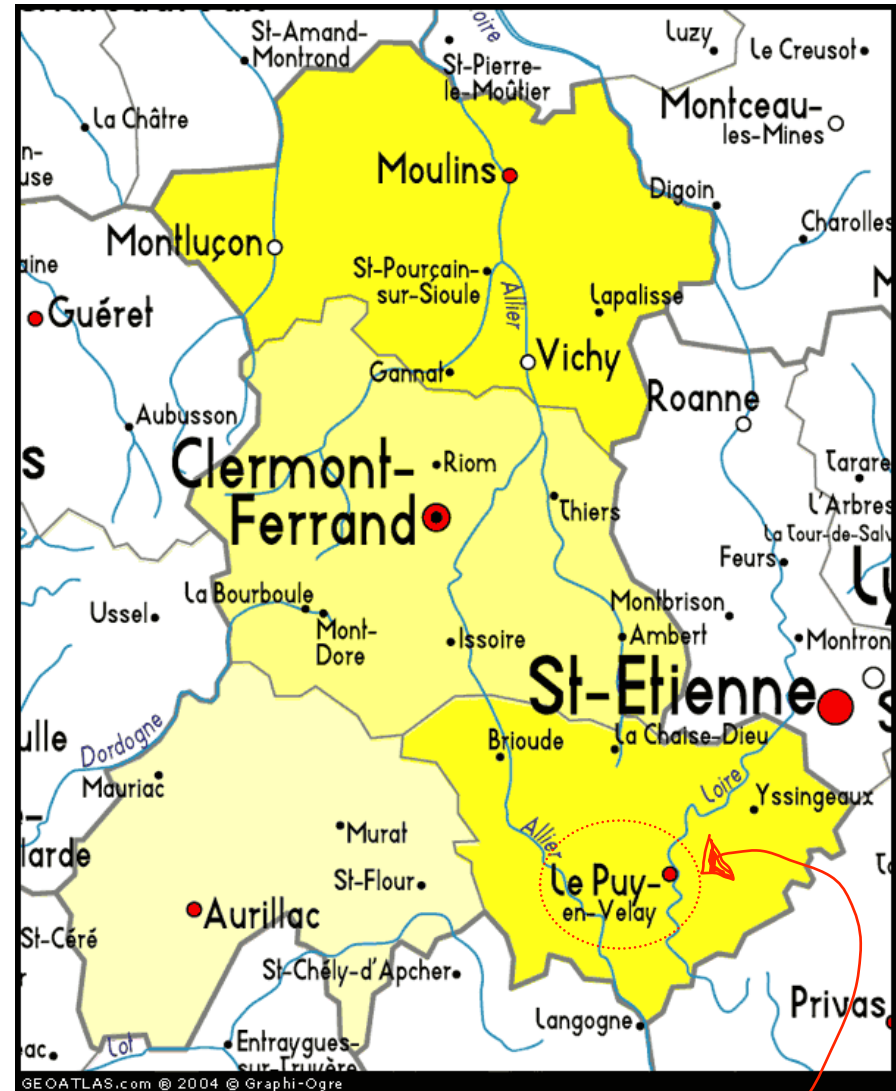 St-Amand-
Montrond
Loire
St-Pierre-
le-Moûtier
Luzy
Le Creusot
Montceau-
les-Mines
La Châtre
Moulins
Digoin
Charolles
Montluçon
St-Pourçain-
sur-Sioule
Allier
Lapalisse
Guéret
Vichy
Gannat
Roanne
Aubusson
Clermont-
Ferrand
Riom
Thiers
Tarare
L'Arbres
La Tour-de-Salv
Feurs
La Bourboule
Mont-
Dore
Ussel
Issoire
Montbrison
Ambert
Montron
St-Etienne
Dordogne
Mauriac
Brioude
La Chaise-Dieu
Loire
Yssingeaux
Murat
Allier
St-Flour
Le Puy-
en-Velay
Aurillac
St-Céré
St-Chély-d'Apcher
Langogne
Privas
Lot
Entraygues-
sur-Truyère
GEOATLAS.com ® 2004 © Graphi-Ogre